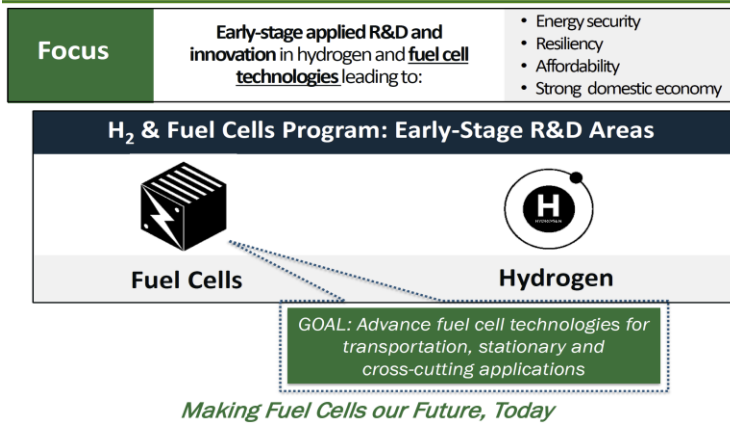 Focus
Early-stage applied R&D and
innovation in hydrogen and fuel cell
technologies leading to:
• Energy security
• Resiliency
• Affordability
• Strong domestic economy
H₂ & Fuel Cells Program: Early-Stage R&D Areas
H
HYDROGEN
Fuel Cells
Hydrogen
GOAL: Advance fuel cell technologies for
transportation, stationary and
cross-cutting applications
Making Fuel Cells our Future, Today